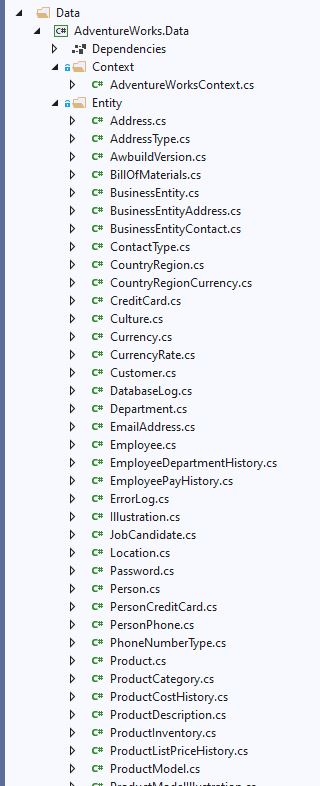 Data
C# AdventureWorks.Data
Dependencies
Context
C# AdventureWorksContext.cs
Entity
C# Address.cs
C# AddressType.cs
C# AwbuildVersion.cs
C# BillOfMaterials.cs
C# BusinessEntity.cs
C# BusinessEntityAddress.cs
C# BusinessEntityContact.cs
C# ContactType.cs
C# CountryRegion.cs
C# CountryRegionCurrency.cs
C# CreditCard.cs
C# Culture.cs
C# Currency.cs
C# CurrencyRate.cs
C# Customer.cs
C# DatabaseLog.cs
C# Department.cs
C# EmailAddress.cs
C# Employee.cs
C# EmployeeDepartmentHistory.cs
C# EmployeePayHistory.cs
C# ErrorLog.cs
C# Illustration.cs
C# JobCandidate.cs
C# Location.cs
C# Password.cs
C# Person.cs
C# PersonCreditCard.cs
C# PersonPhone.cs
C# PhoneNumberType.cs
C# Product.cs
C# ProductCategory.cs
C# ProductCostHistory.cs
C# ProductDescription.cs
C# ProductInventory.cs
C# ProductListPriceHistory.cs
C# ProductModel.cs
C# ProductModelIllustration.cs